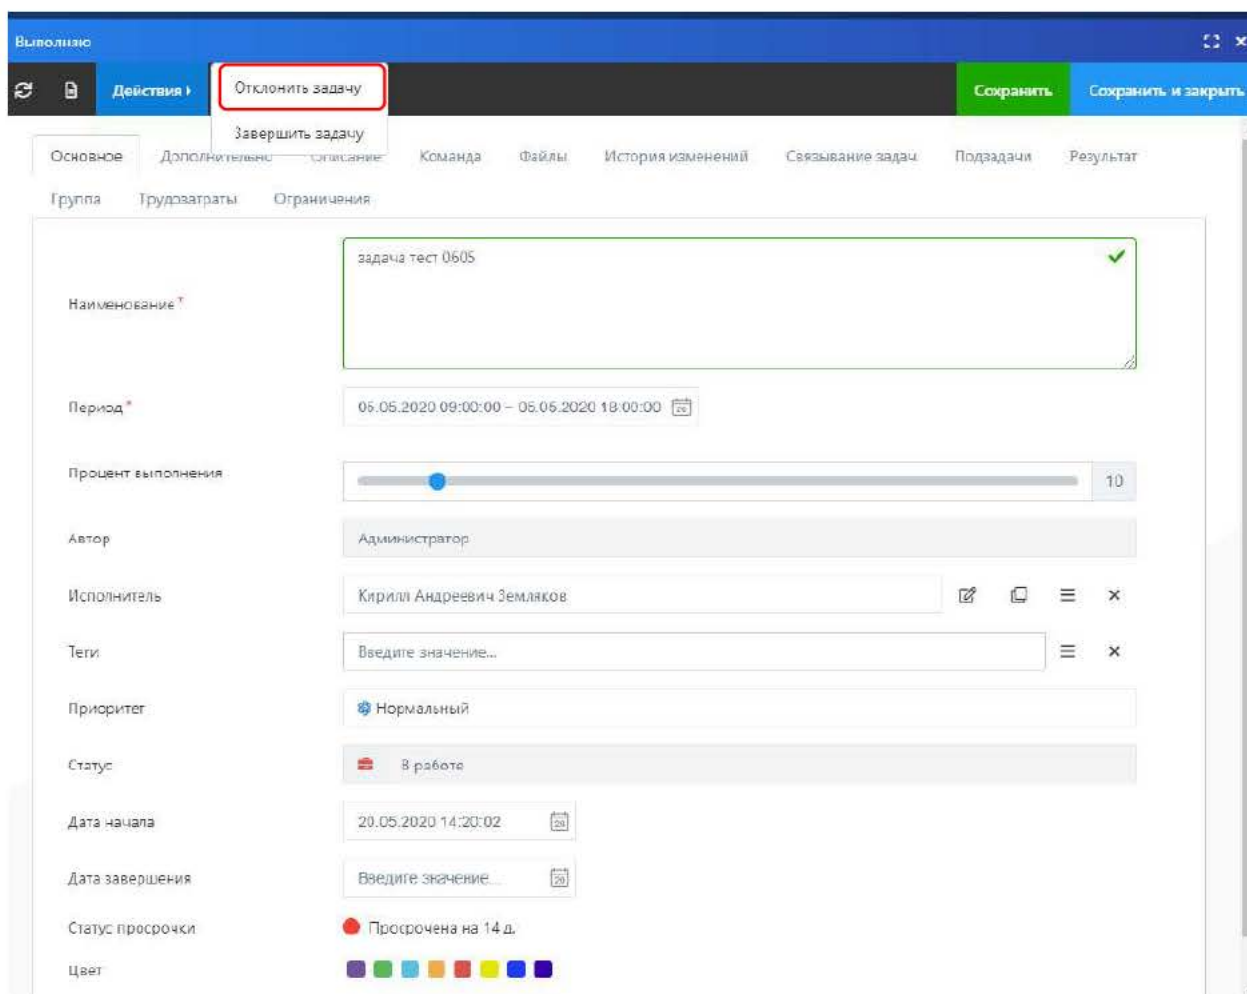 Выполняю
Действия
Отклонить задачу
Сохранить
Сохранить и закрыть
Завершить задачу
Основное
Дополнительно
Описание
Команда
Файлы
История изменений
Связывание задач
Подзадачи
Результат
Группа
Трудозатраты
Ограничения
Наименование *
задача тест 0605
Период *
06.05.2020 09:00:00 – 06.05.2020 18:00:00
Процент выполнения
10
Автор
Администратор
Исполнитель
Кирилл Андреевич Земляков
Теги
Введите значение...
Приоритет
Нормальный
Статус
В работе
Дата начала
20.05.2020 14:20:02
Дата завершения
Введите значение...
Статус просрочки
Просрочена на 14 д.
Цвет